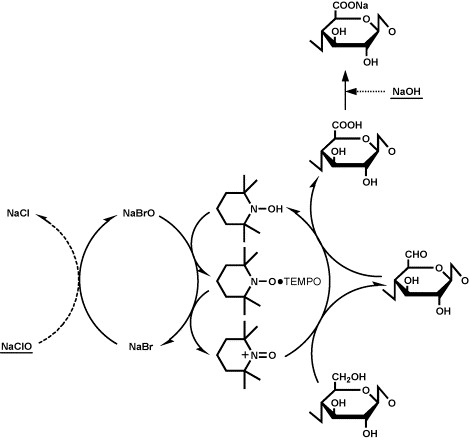 COONa
O
OH
O
OH
NaOH
COOH
O
OH
O
OH
NaCl
NaBrO
N-OH
CHO
O
OH
O
OH
N-O•TEMPO
NaClO
NaBr
+N=O
CH2OH
O
OH
O
OH